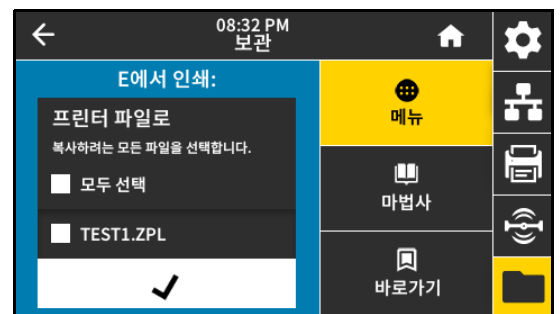 08:32 PM
보관
E에서 인쇄:
프린터 파일로
복사하려는 모든 파일을 선택합니다.
모두 선택
TEST1.ZPL
메뉴
마법사
바로가기